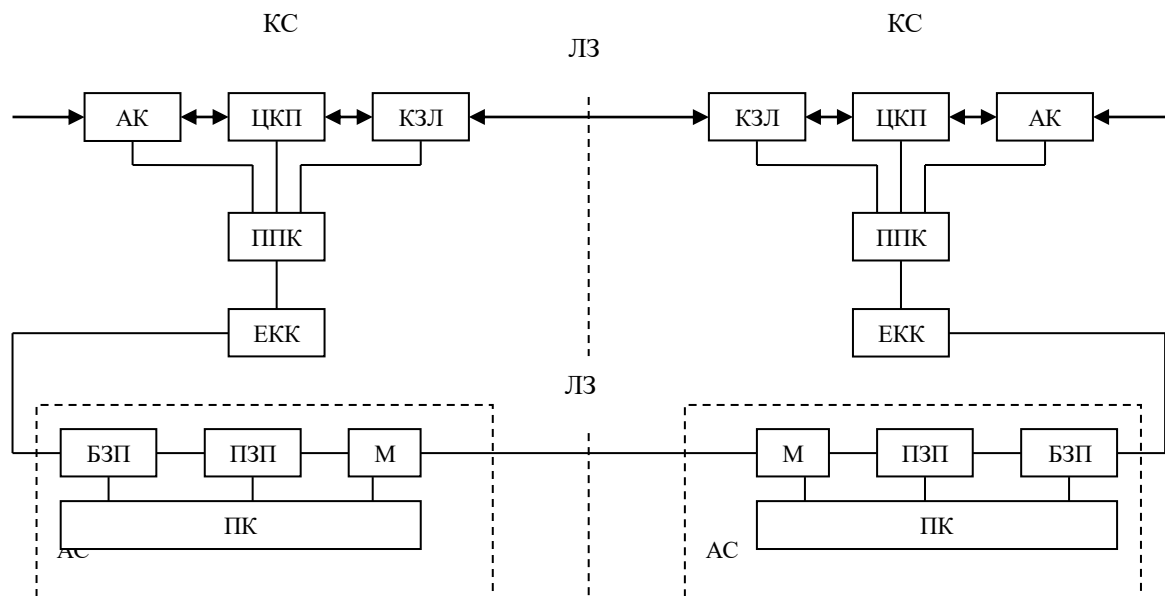 КС КС
ЛЗ
АК ЦКП КЗЛ КЗЛ ЦКП АК
ППК ППК
ЕКК ЕКК
ЛЗ
БЗП ПЗП М М ПЗП БЗП
ПК ПК
АС АС